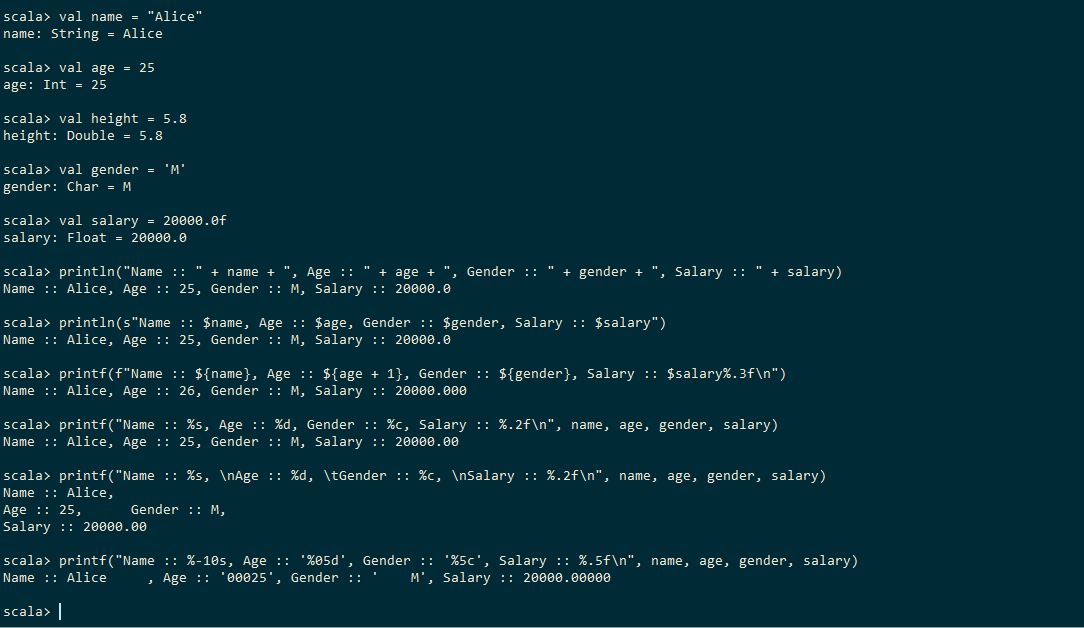 scala> val name = "Alice"
name: String = Alice
scala> val age = 25
age: Int = 25
scala> val height = 5.8
height: Double = 5.8
scala> val gender = 'M'
gender: Char = M
scala> val salary = 20000.0f
salary: Float = 20000.0
scala> println("Name :: " + name + ", Age :: " + age + ", Gender :: " + gender + ", Salary :: " + salary)
Name :: Alice, Age :: 25, Gender :: M, Salary :: 20000.0
scala> println(s"Name :: $name, Age :: $age, Gender :: $gender, Salary :: $salary")
Name :: Alice, Age :: 25, Gender :: M, Salary :: 20000.0
scala> printf(f"Name :: ${name}, Age :: ${age + 1}, Gender :: ${gender}, Salary :: $salary%.3f\n")
Name :: Alice, Age :: 26, Gender :: M, Salary :: 20000.000
scala> printf("Name :: %s, Age :: %d, Gender :: %c, Salary :: %.2f\n", name, age, gender, salary)
Name :: Alice, Age :: 25, Gender :: M, Salary :: 20000.00
scala> printf("Name :: %s, \nAge :: %d, \tGender :: %c, \nSalary :: %.2f\n", name, age, gender, salary)
Name :: Alice,
Age :: 25,      Gender :: M,
Salary :: 20000.00
scala> printf("Name :: %-10s, Age :: '%05d', Gender :: '%5c', Salary :: %.5f\n", name, age, gender, salary)
Name :: Alice     , Age :: '00025', Gender :: '    M', Salary :: 20000.00000
scala>